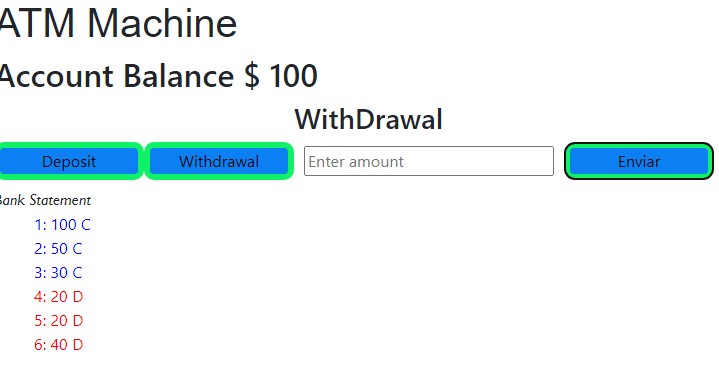 ATM Machine
Account Balance $ 100
WithDrawal
Deposit Withdrawal Enter amount Enviar
Bank Statement
1: 100 C
2: 50 C
3: 30 C
4: 20 D
5: 20 D
6: 40 D